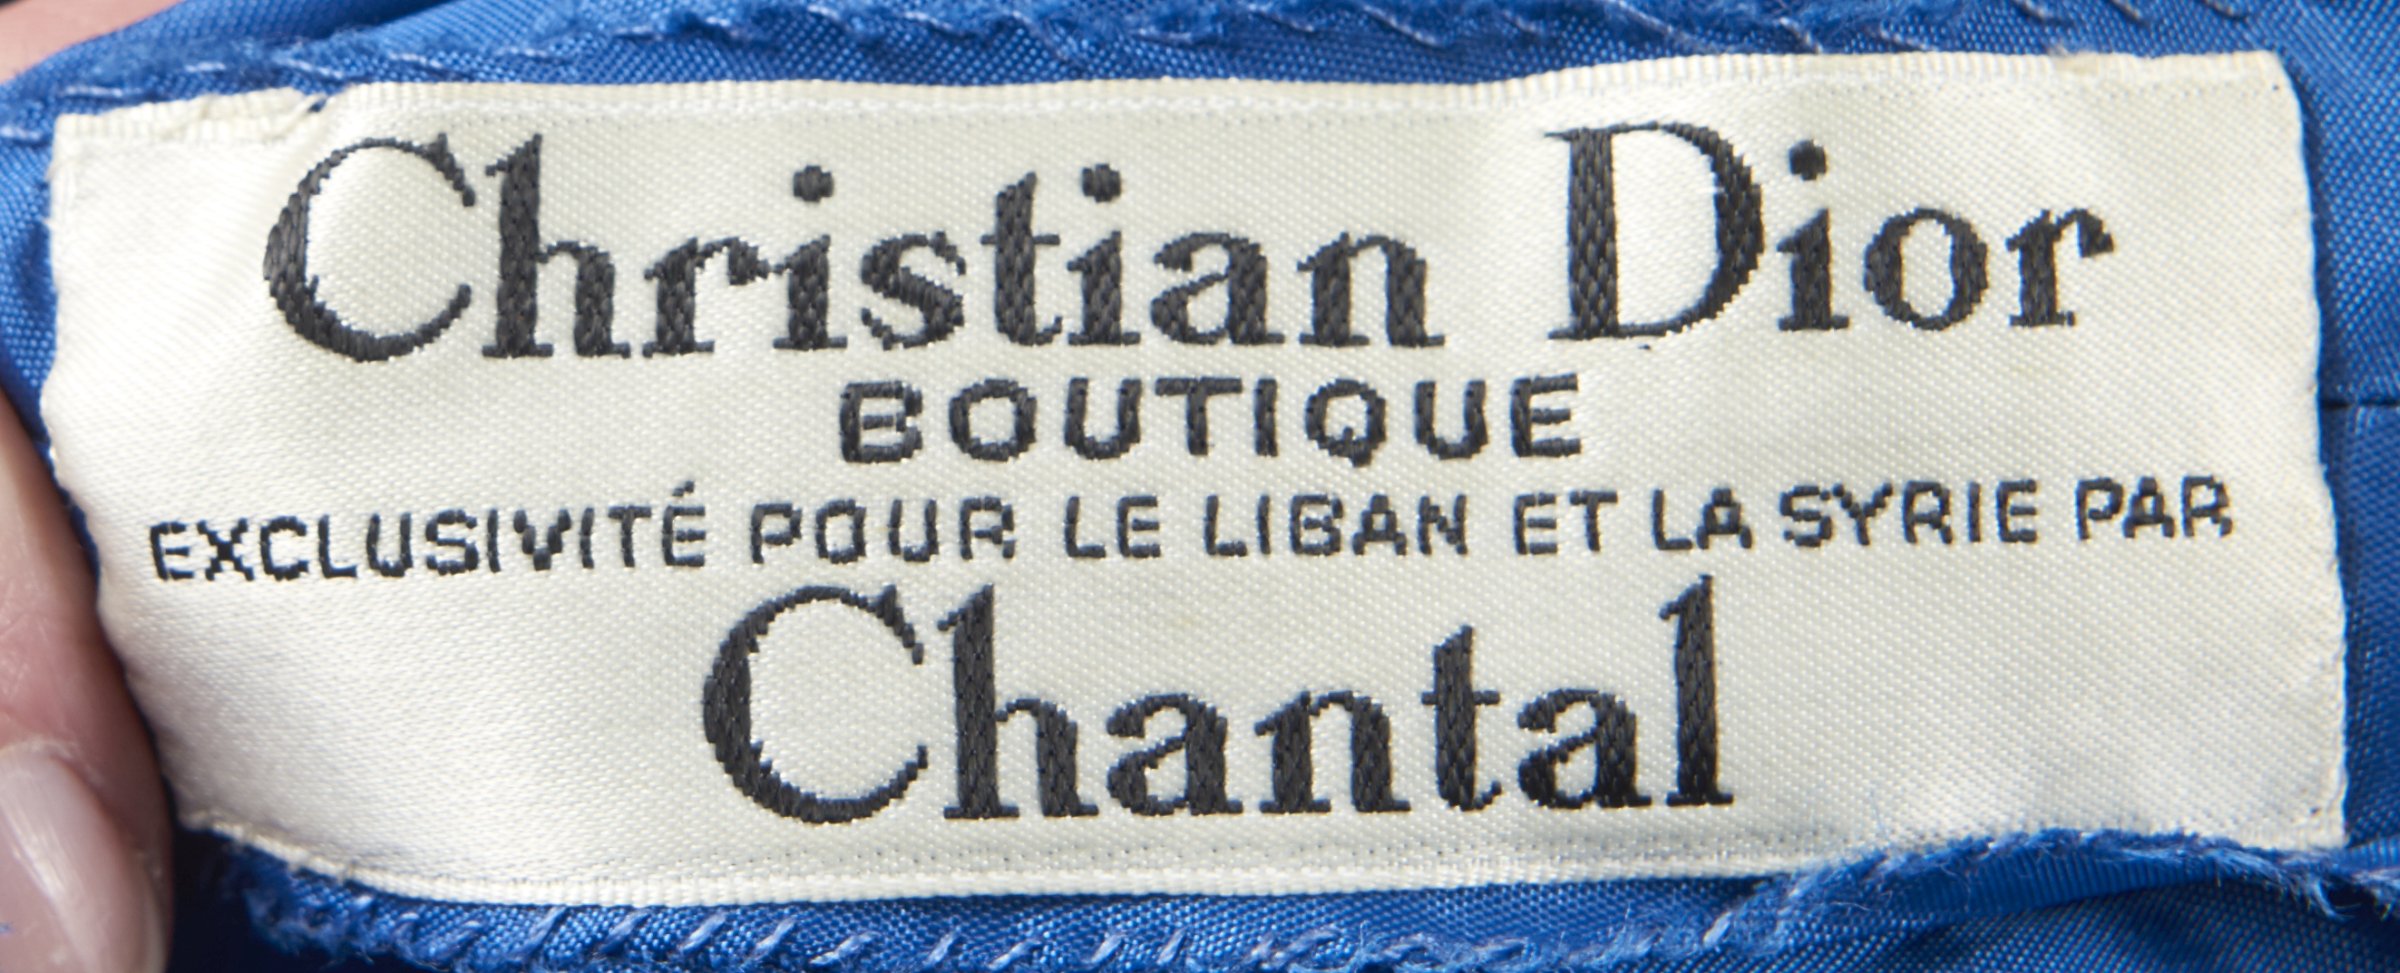 Christian Dior
BOUTIQUE
EXCLUSIVITÉ POUR LE LIBAN ET LA SYRIE PAR
Chantal